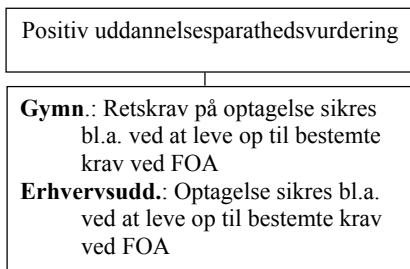 Positiv uddannelsesparathedsvurdering
Gymn.: Retskrav på optagelse sikres
bl.a. ved at leve op til bestemte
krav ved FOA
Erhvervsudd.: Optagelse sikres bl.a.
ved at leve op til bestemte krav
ved FOA